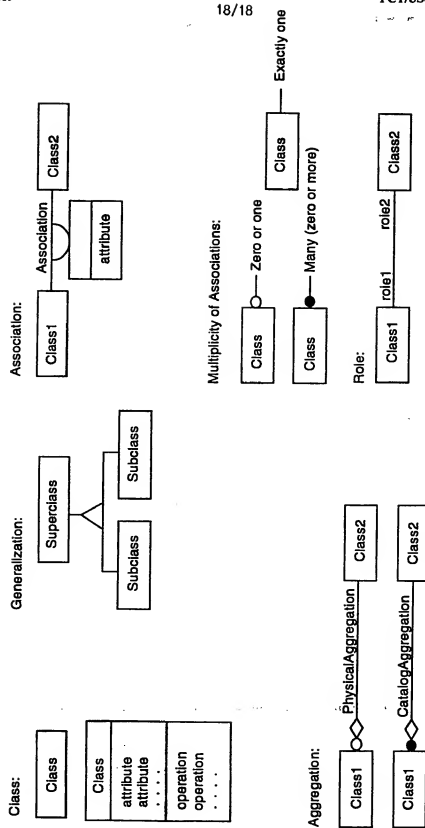 18/18
Class:
Class
Class
attribute
attribute
. . . .
operation
operation
. . . .
Generalization:
Superclass
Subclass
Subclass
Association:
Class1
Association
Class2
attribute
Aggregation:
Class1
PhysicalAggregation
Class2
Class1
CatalogAggregation
Class2
Multiplicity of Associations:
Class
Zero or one
Class
Exactly one
Class
Many (zero or more)
Role:
Class1
role1
role2
Class2